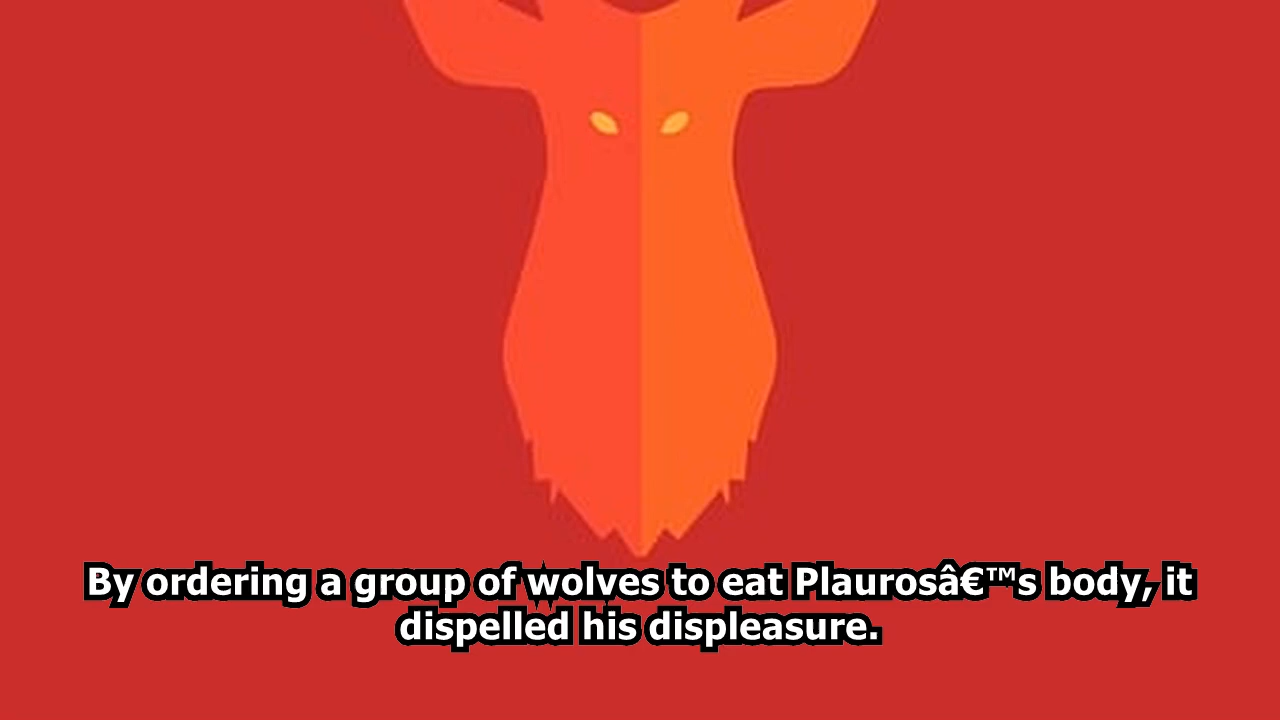 By ordering a group of wolves to eat Plaurosâ€™s body, it
dispelled his displeasure.